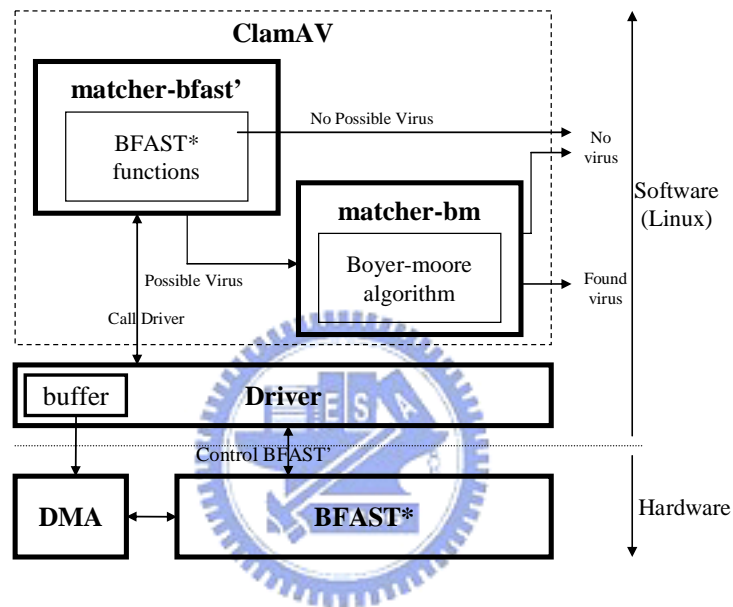 ClamAV
matcher-bfast’
BFAST*
functions
No Possible Virus
No
virus
matcher-bm
Boyer-moore
algorithm
Software
(Linux)
Possible Virus
Found
virus
Call Driver
buffer
Driver
E S A
Control BFAST’
DMA
BFAST*
Hardware